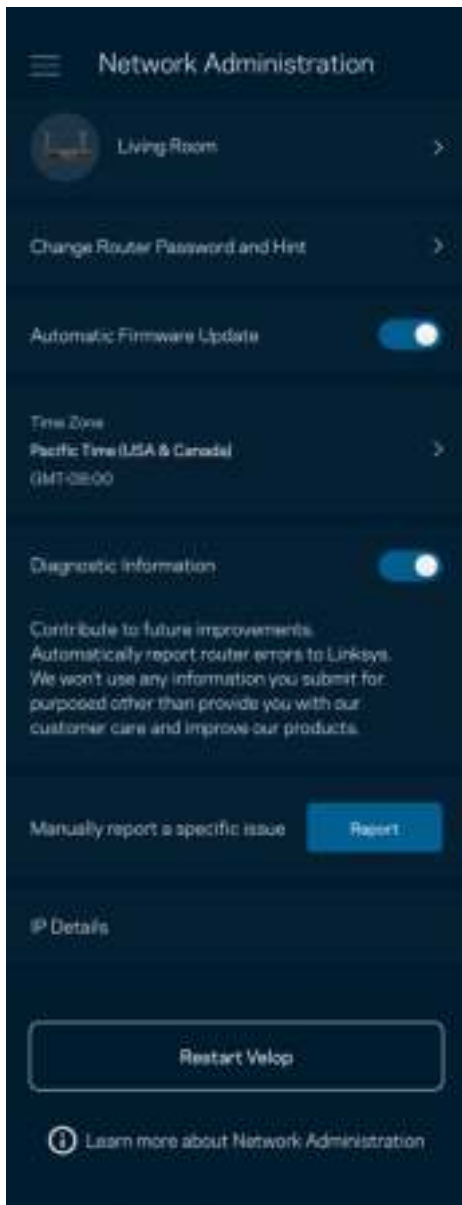 Network Administration
Living Room
Change Router Password and Hint
Automatic Firmware Update
Time Zone
Pacific Time (USA & Canada)
GMT-08:00
Diagnostic Information
Contribute to future improvements.
Automatically report router errors to Linksys.
We won't use any information you submit for
purposed other than provide you with our
customer care and improve our products.
Manually report a specific issue
Report
IP Details
Restart Velop
Learn more about Network Administration